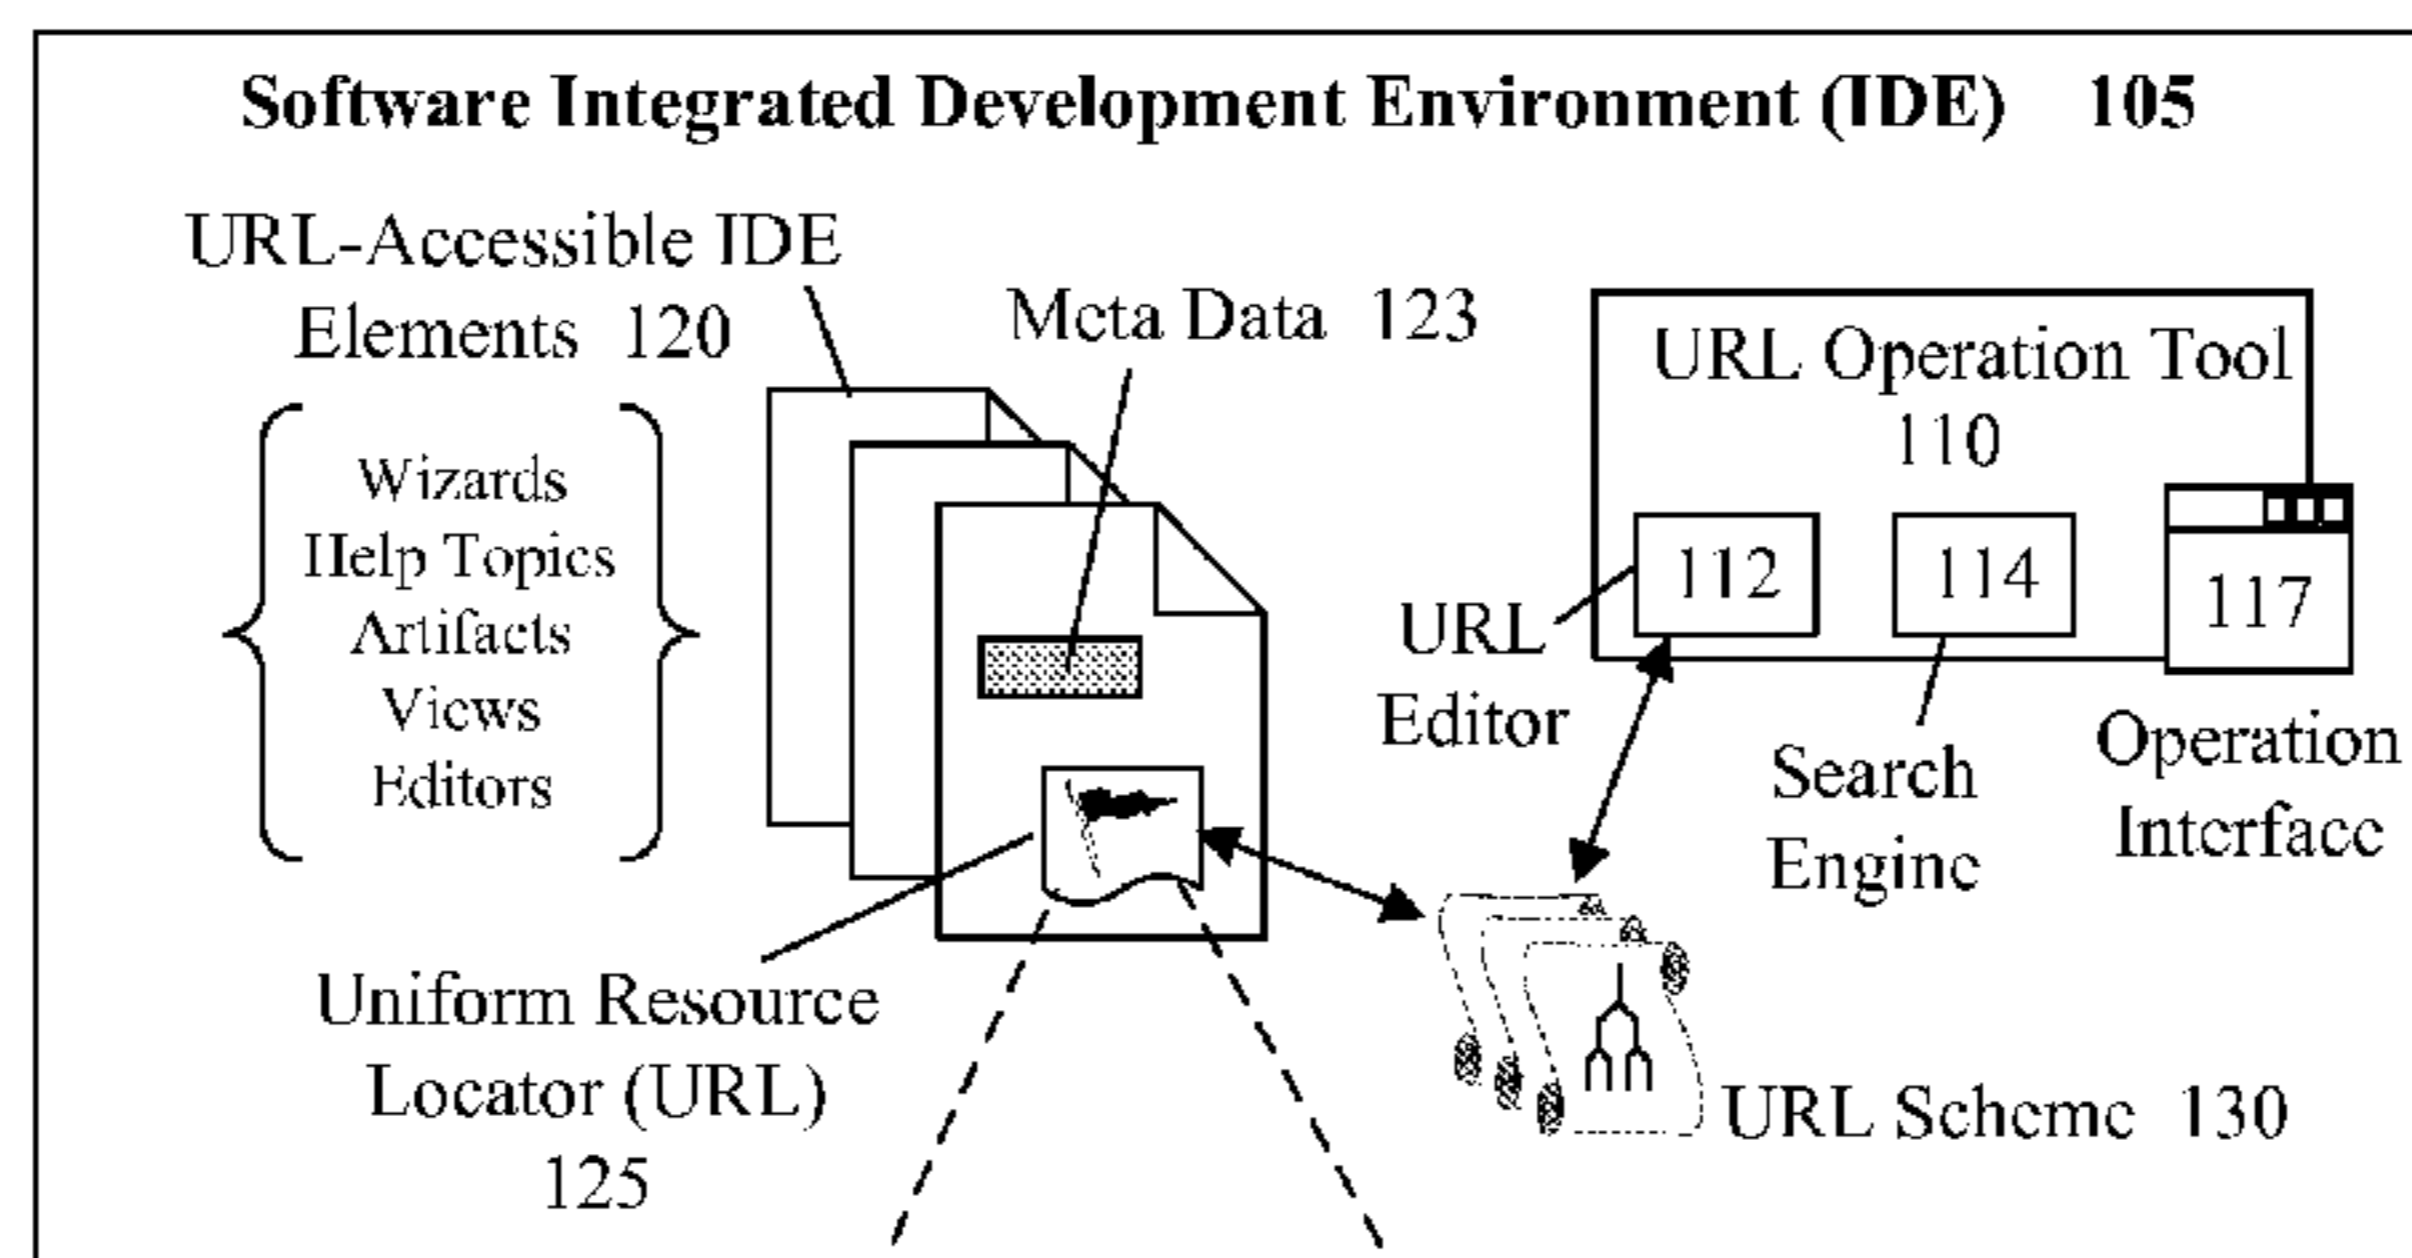 Software Integrated Development Environment (IDE) 105
URL-Accessible IDE
Elements 120
Wizards
Help Topics
Artifacts
Views
Editors
Meta Data 123
URL Operation Tool
110
112
114
117
URL
Editor
Search
Engine
Operation
Interface
Uniform Resource
Locator (URL)
125
URL Scheme 130